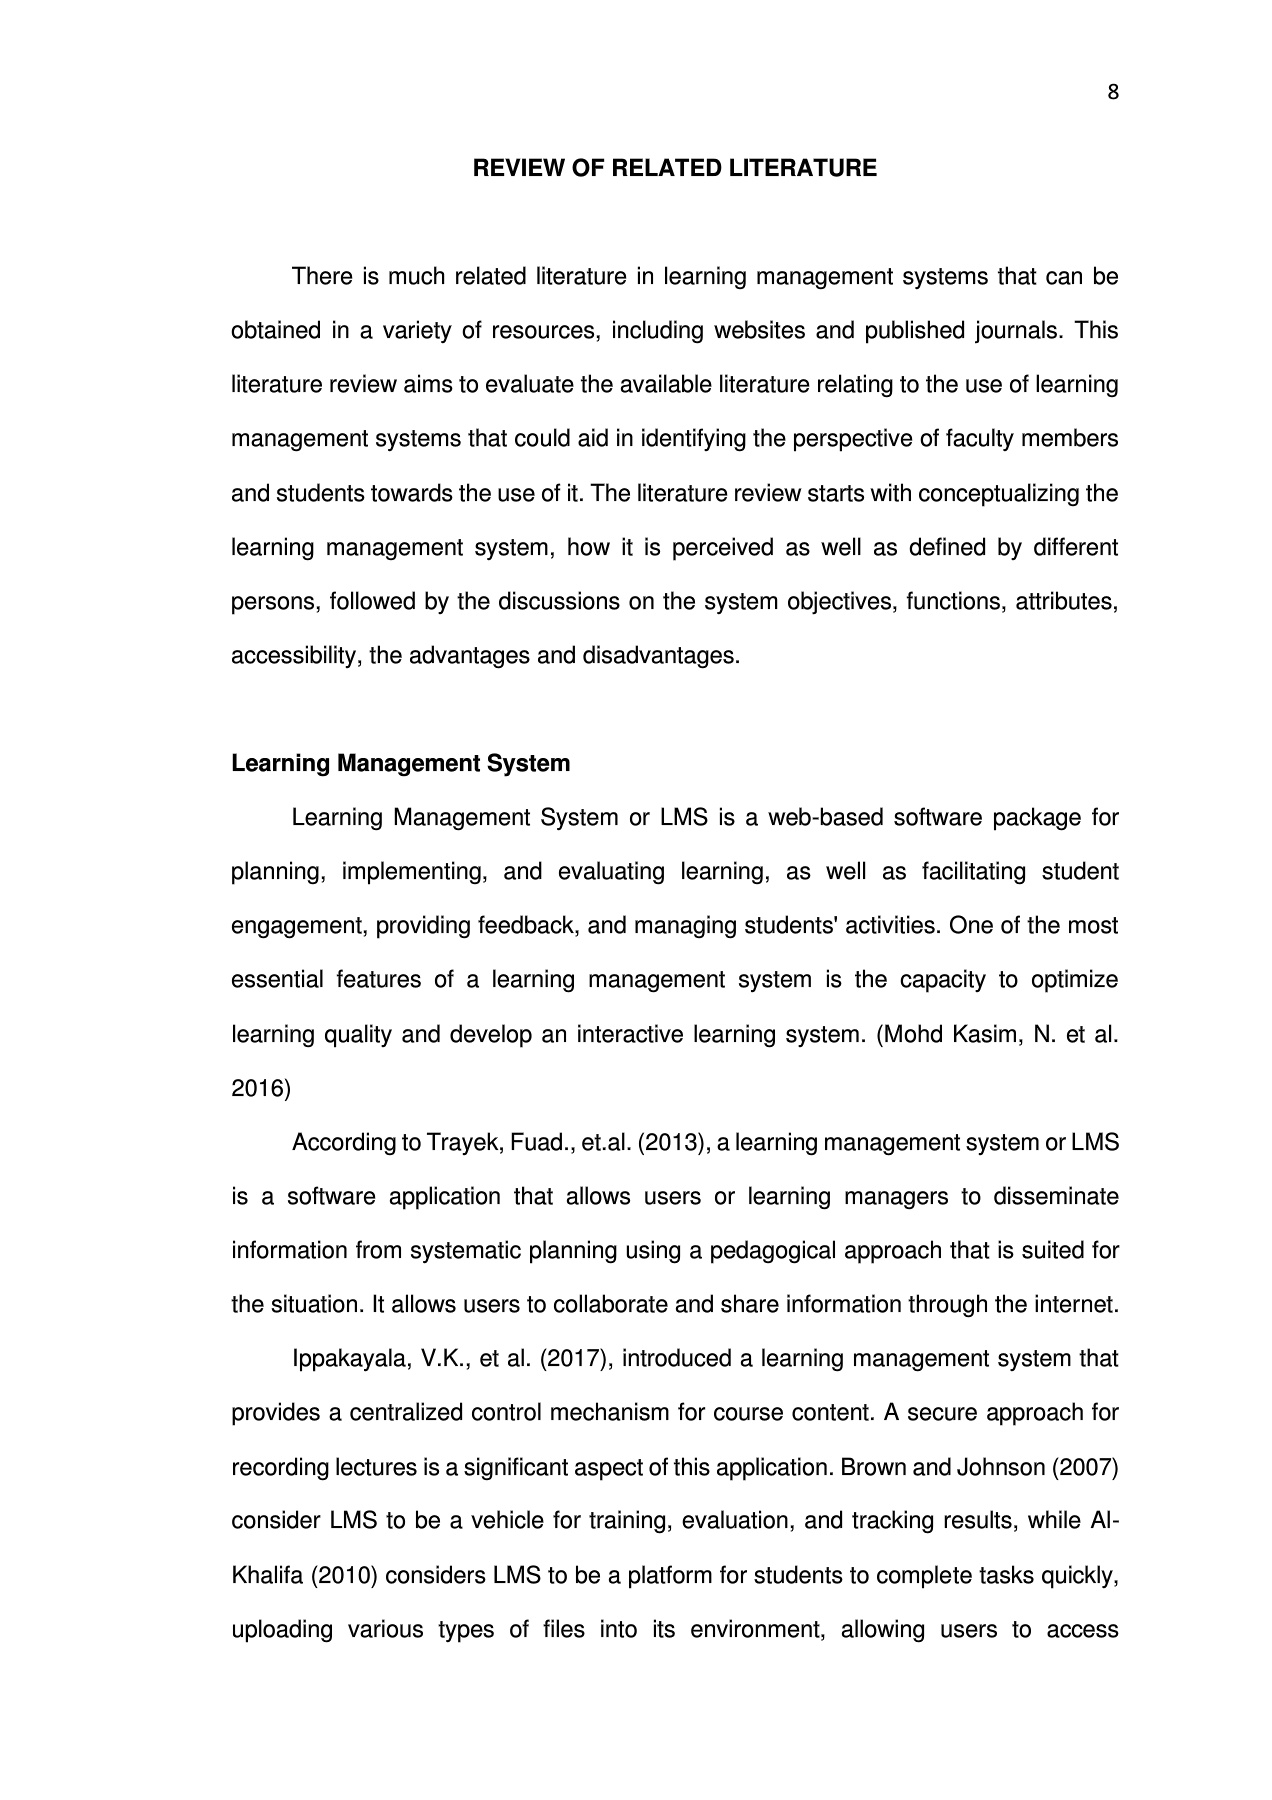 8
REVIEW OF RELATED LITERATURE
There is much related literature in learning management systems that can be
obtained in a variety of resources, including websites and published journals. This
literature review aims to evaluate the available literature relating to the use of learning
management systems that could aid in identifying the perspective of faculty members
and students towards the use of it. The literature review starts with conceptualizing the
learning management system, how it is perceived as well as defined by different
persons, followed by the discussions on the system objectives, functions, attributes,
accessibility, the advantages and disadvantages.
Learning Management System
Learning Management System or LMS is a web-based software package for
planning, implementing, and evaluating learning, as well as facilitating student
engagement, providing feedback, and managing students' activities. One of the most
essential features of a learning management system is the capacity to optimize
learning quality and develop an interactive learning system. (Mohd Kasim, N. et al.
2016)
According to Trayek, Fuad., et.al. (2013), a learning management system or LMS
is a software application that allows users or learning managers to disseminate
information from systematic planning using a pedagogical approach that is suited for
the situation. It allows users to collaborate and share information through the internet.
Ippakayala, V.K., et al. (2017), introduced a learning management system that
provides a centralized control mechanism for course content. A secure approach for
recording lectures is a significant aspect of this application. Brown and Johnson (2007)
consider LMS to be a vehicle for training, evaluation, and tracking results, while Al-
Khalifa (2010) considers LMS to be a platform for students to complete tasks quickly,
uploading various types of files into its environment, allowing users to access